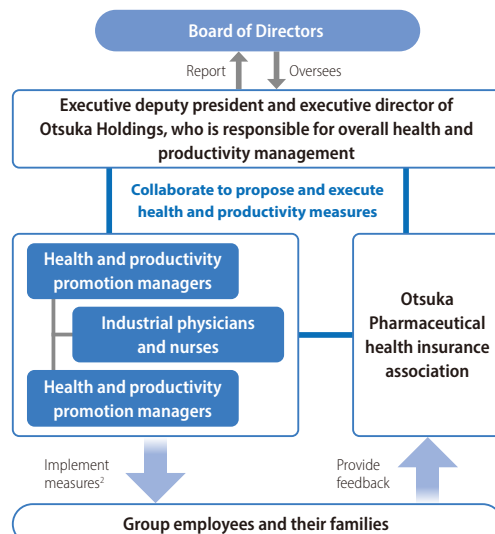 Board of Directors
Report
Oversees
Executive deputy president and executive director of
Otsuka Holdings, who is responsible for overall health and
productivity management
Collaborate to propose and execute
health and productivity measures
Health and productivity
promotion managers
Industrial physicians
and nurses
Health and productivity
promotion managers
Otsuka
Pharmaceutical
health insurance
association
Implement
measures²
Provide
feedback
Group employees and their families